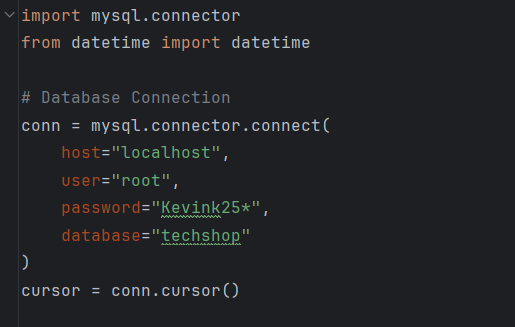 import mysql.connector
from datetime import datetime
# Database Connection
conn = mysql.connector.connect(
host="localhost",
user="root",
password="Kevink25*",
database="techshop"
)
cursor = conn.cursor()